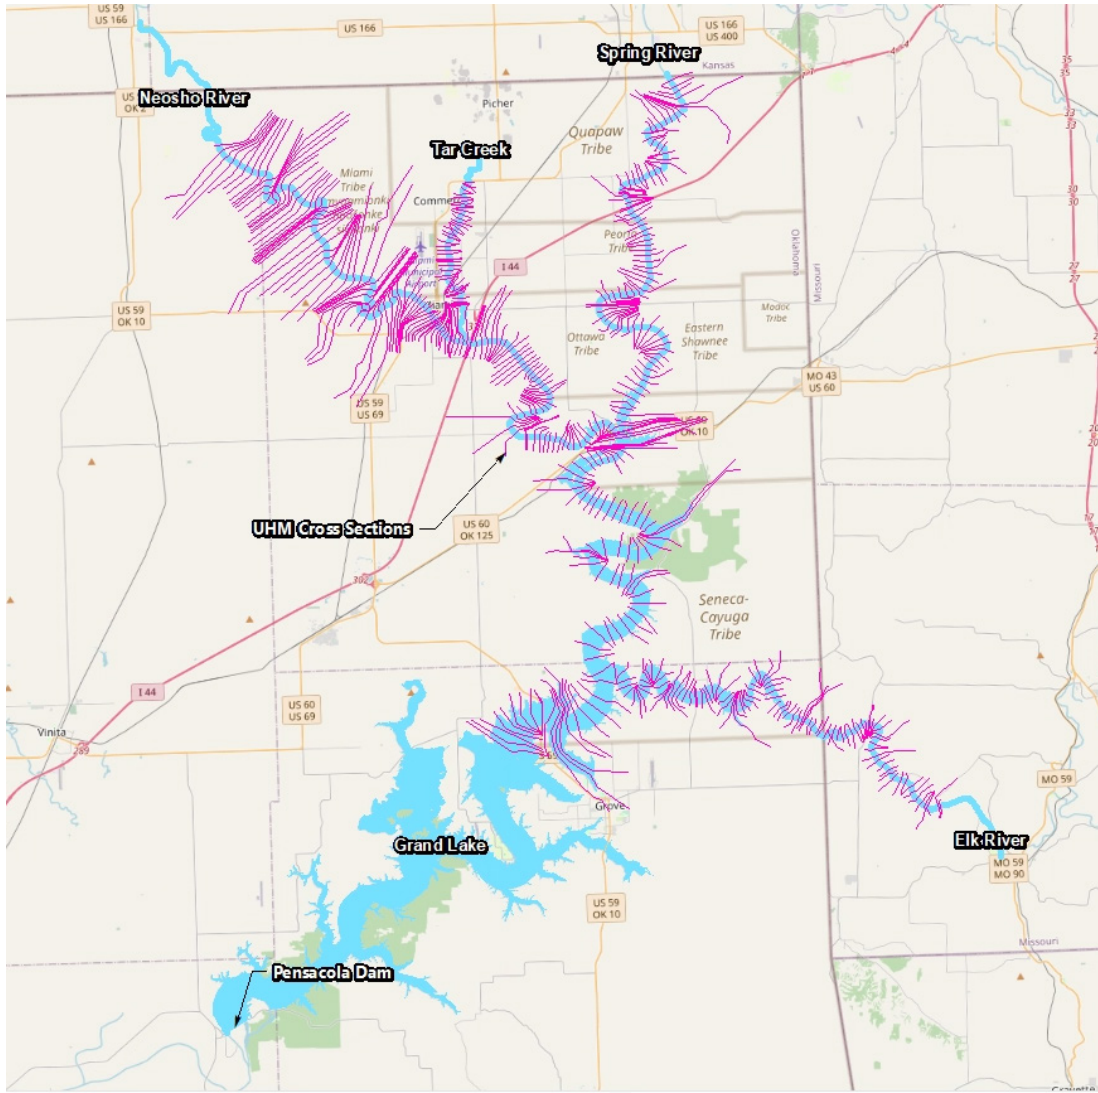 US 59
US 166
US 166
US 166
US 400
Spring River
Kansas
Neosho River
Picher
Tar Creek
Quapaw
Tribe
Miami
Tribe
Commer
Peoria
Tribe
Oklahoma
Missouri
I 44
US 59
OK 10
Ottawa
Tribe
Eastern
Shawnee
Tribe
Modoc
Tribe
MO 43
US 60
US 59
US 69
OK 10
UHM Cross Sections
US 60
OK 125
302
Seneca-
Cayuga
Tribe
I 44
US 60
US 69
Vinita
289
MO 59
Grove
Grand Lake
Elk River
MO 59
MO 90
US 59
OK 10
Missouri
Pensacola Dam